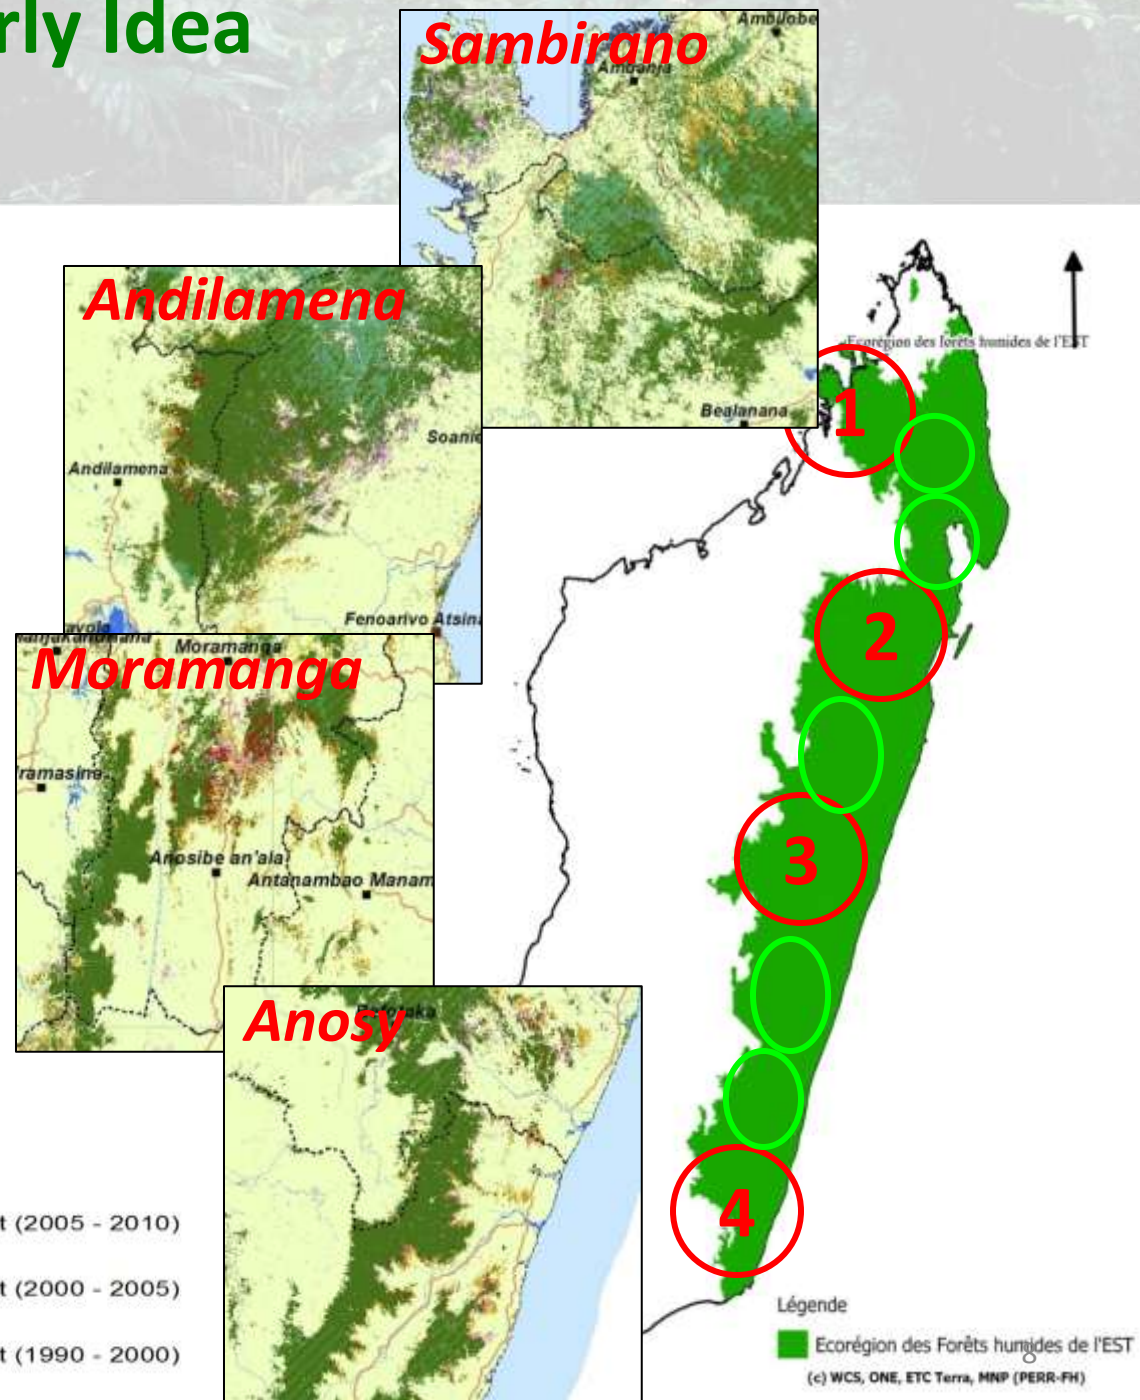 rly Idea
Sambirano
Ambilobe
Ambanja
Bealanana
Andilamena
Andilamena
Soanie
Fenoarivo Atsina
Moramanga
Moramanga
ramasina
Anosibe an'ala
Antanambao Manam
Anosy
Ecorégion des forêts humides de l'EST
1
2
3
4
t (2005 - 2010)
t (2000 - 2005)
t (1990 - 2000)
Légende
Ecorégion des Forêts humides de l'EST
8
(c) WCS, ONE, ETC Terra, MNP (PERR-FH)